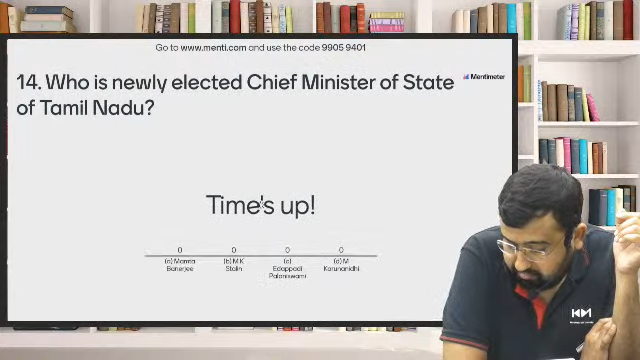 Go to www.menti.com and use the code 9905 9401
14. Who is newly elected Chief Minister of State
of Tamil Nadu?
Mentimeter
Time's up!
0 0 0 0
(a) Mamta
Banerjee
(b) M K
Stalin
(c)
Edappadi
Palaniswami
(d) M
Karunanidhi
KM